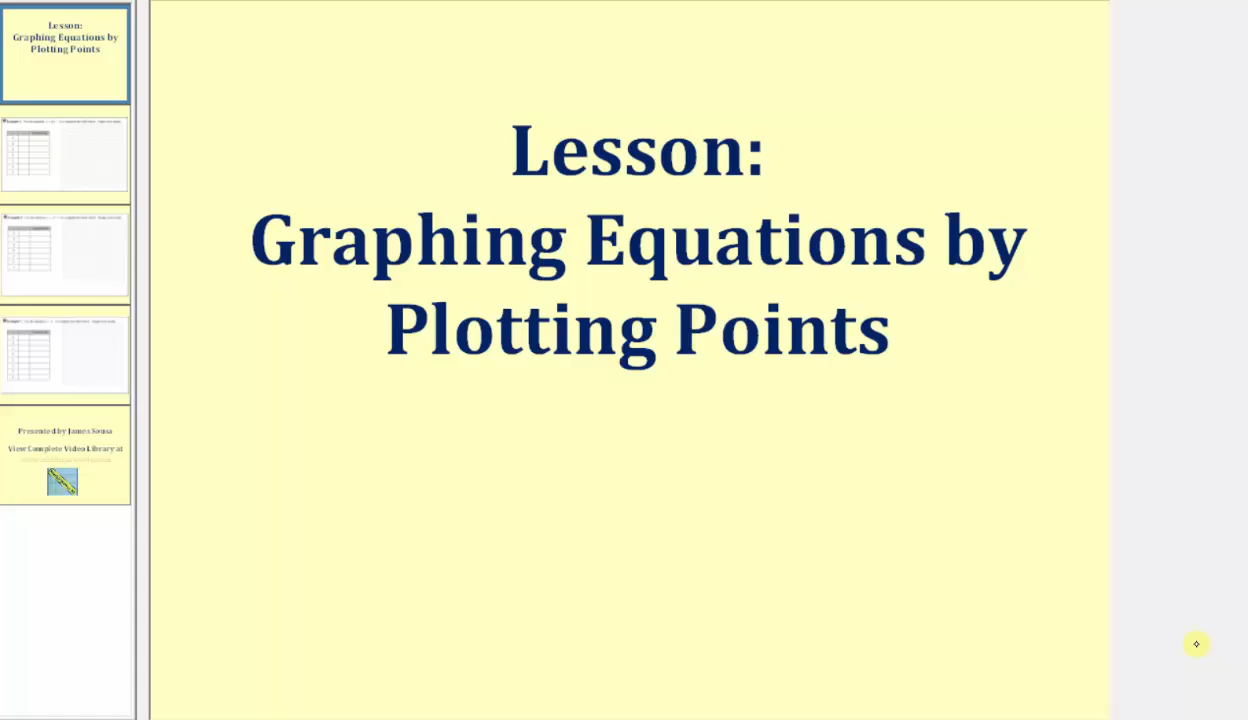 Lesson:
Graphing Equations by
Plotting Points
Lesson:
Graphing Equations by
Plotting Points
Presented by James Sousa
View Complete Video Library at